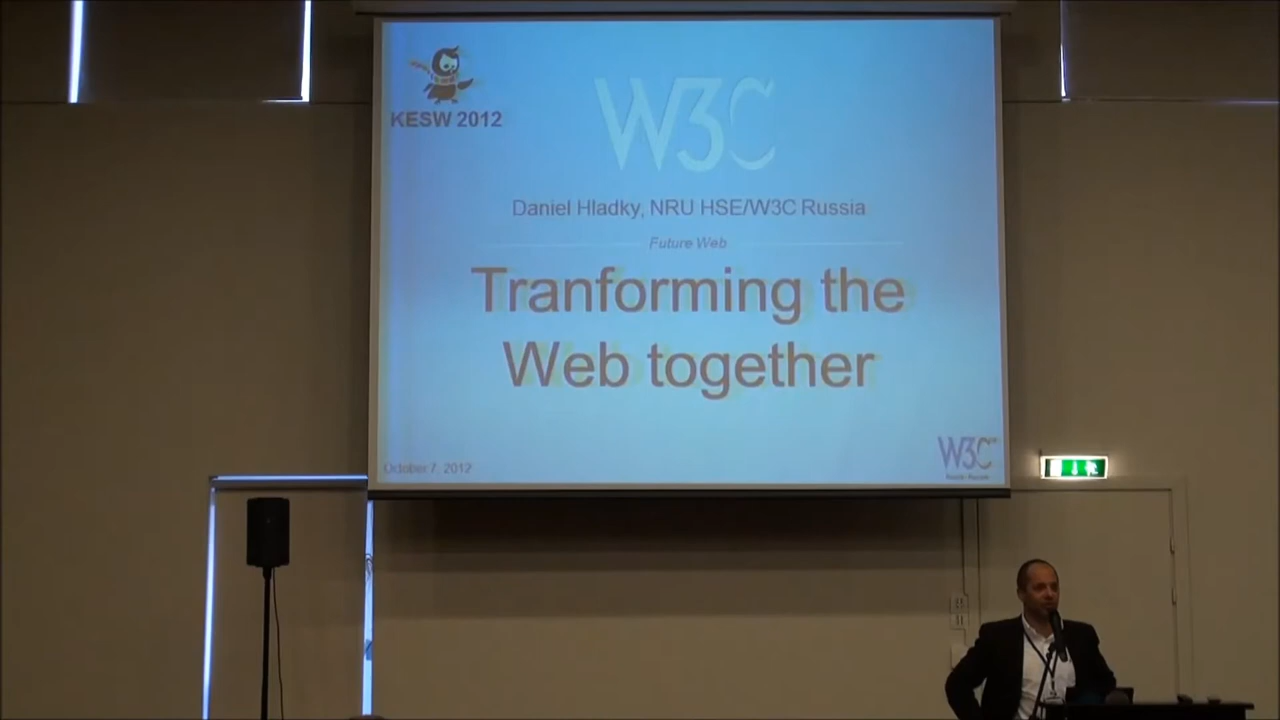 KESW 2012
W3C
Daniel Hladky, NRU HSE/W3C Russia
Future Web
Tranforming the
Web together
October 7, 2012
W3C